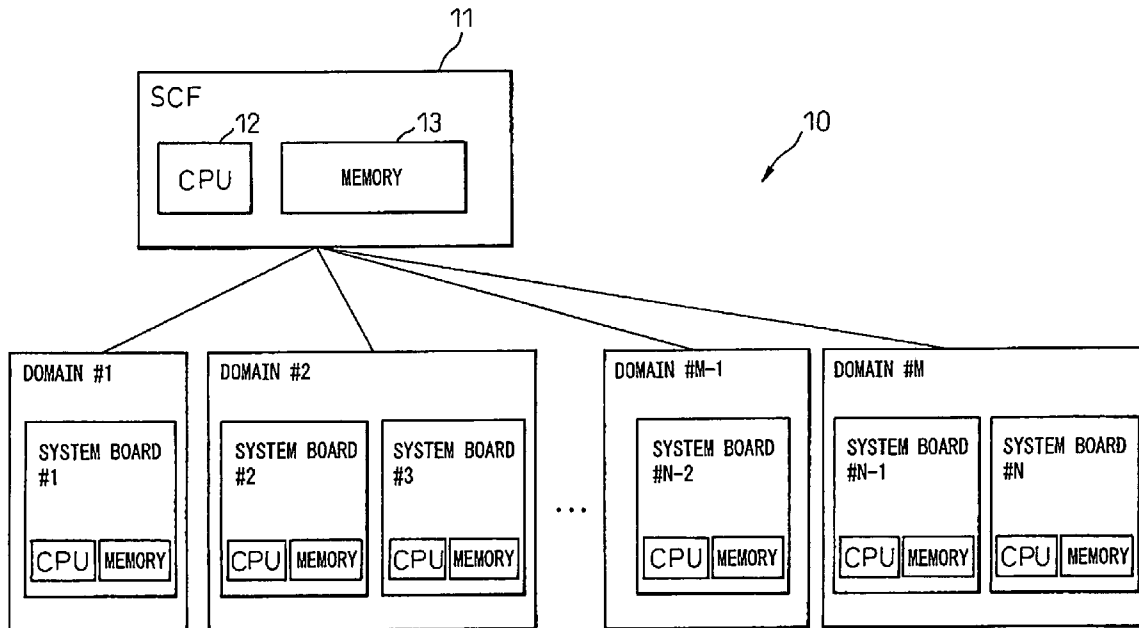 11
SCF
12
13
10
CPU
MEMORY
DOMAIN #1
DOMAIN #2
DOMAIN #M-1
DOMAIN #M
SYSTEM BOARD
#1
SYSTEM BOARD
#2
SYSTEM BOARD
#3
...
SYSTEM BOARD
#N-2
SYSTEM BOARD
#N-1
SYSTEM BOARD
#N
CPU
MEMORY
CPU
MEMORY
CPU
MEMORY
CPU
MEMORY
CPU
MEMORY
CPU
MEMORY